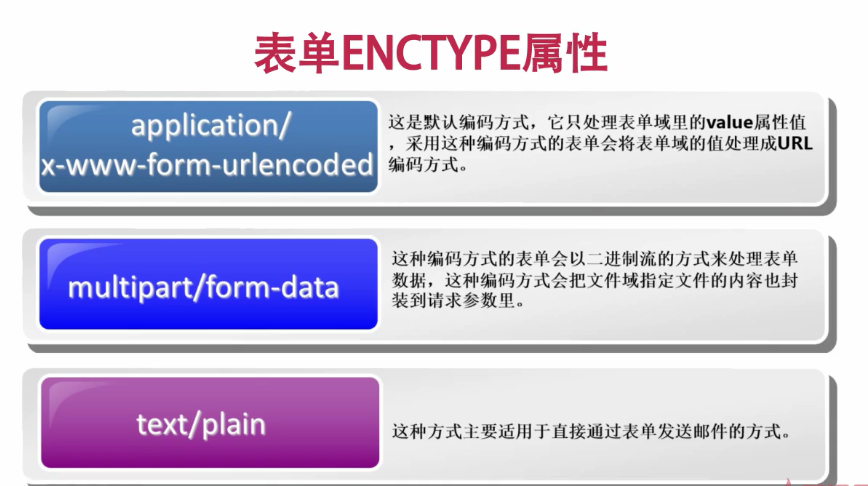 表单ENCTYPE属性
application/
x-www-form-urlencoded
这是默认编码方式，它只处理表单域里的value属性值
，采用这种编码方式的表单会将表单域的值处理成URL
编码方式。
multipart/form-data
这种编码方式的表单会以二进制流的方式来处理表单
数据，这种编码方式会把文件域指定文件的内容也封
装到请求参数里。
text/plain
这种方式主要适用于直接通过表单发送邮件的方式。